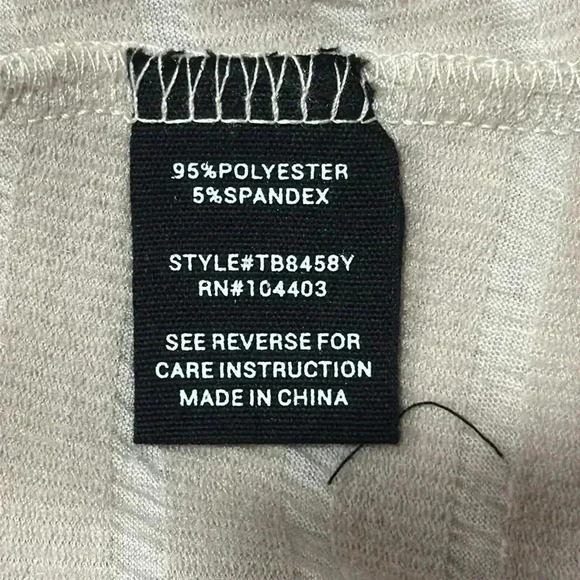 95%POLYESTER
5%SPANDEX
STYLE#TB8458Y
RN#104403
SEE REVERSE FOR
CARE INSTRUCTION
MADE IN CHINA